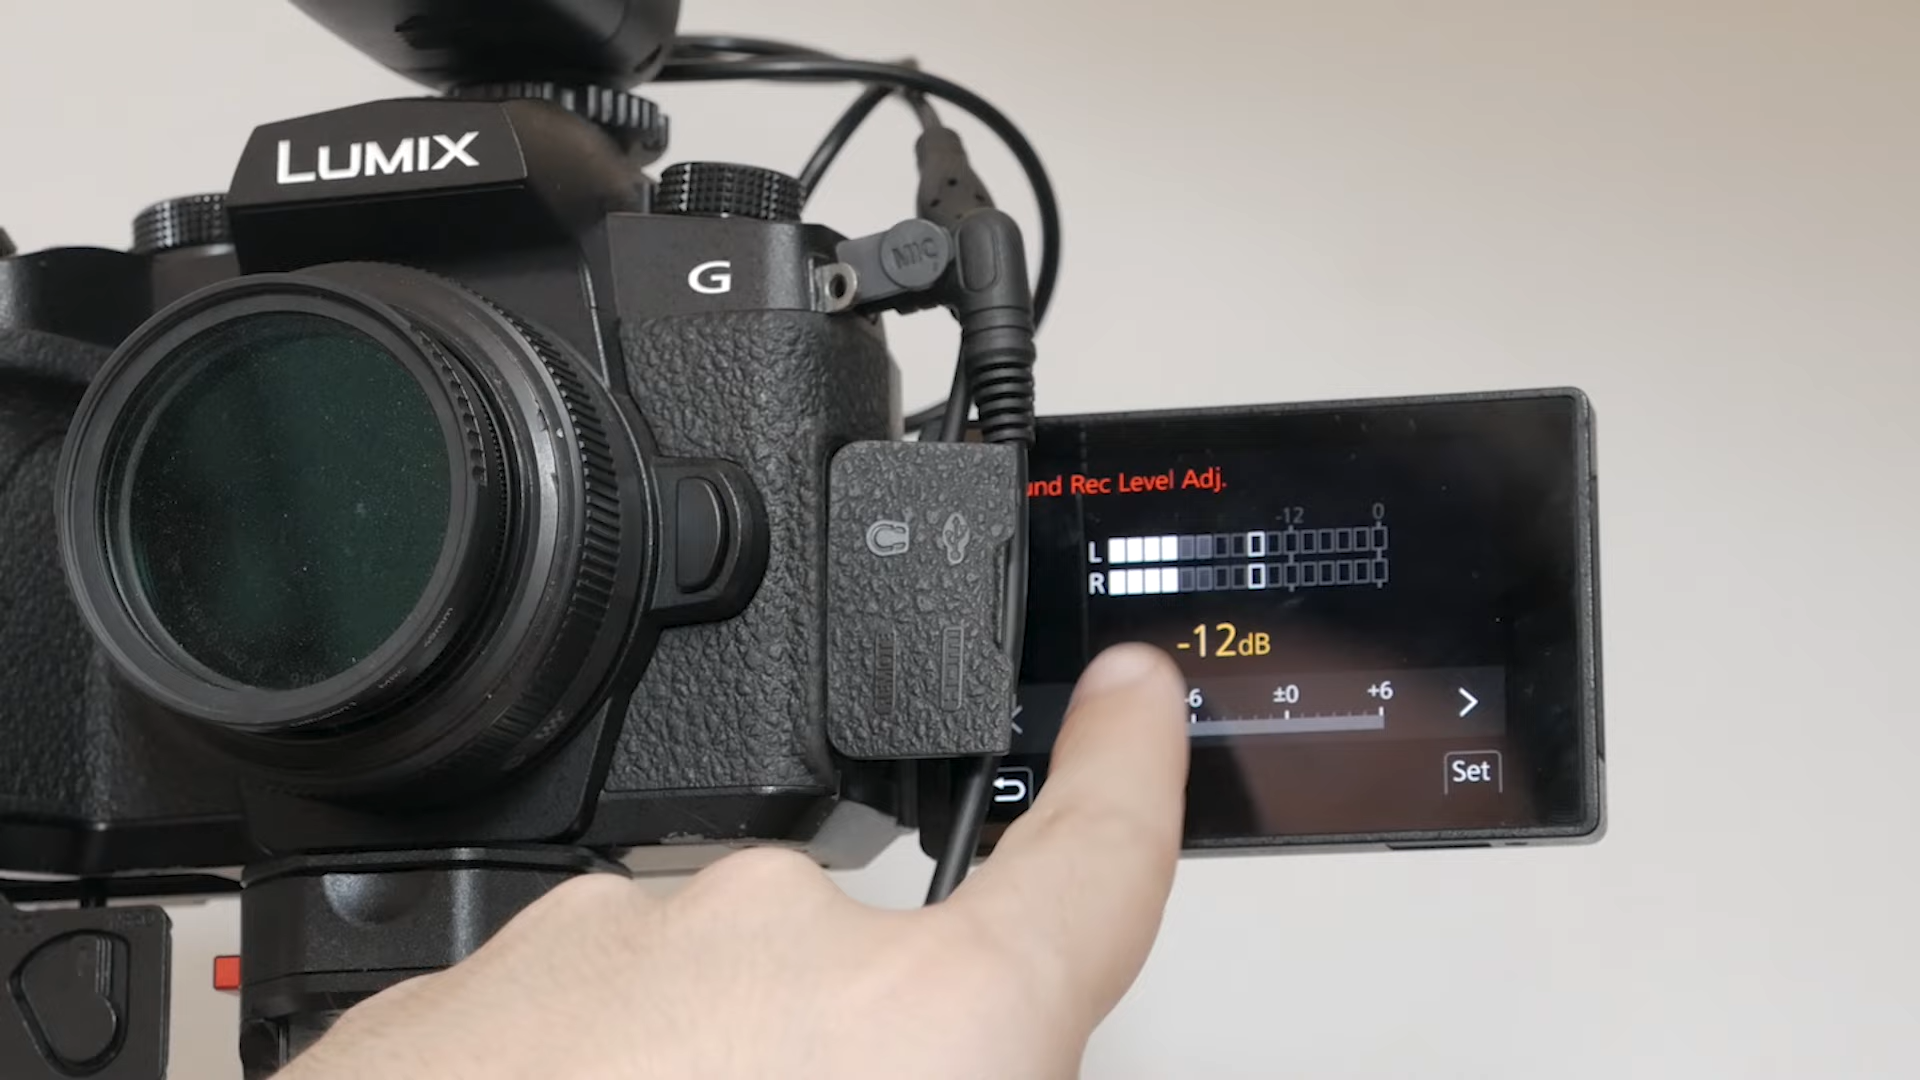 LUMIX
G
MIC
und Rec Level Adj.
-12 0
L
R
-12dB
-6 ±0 +6
Set